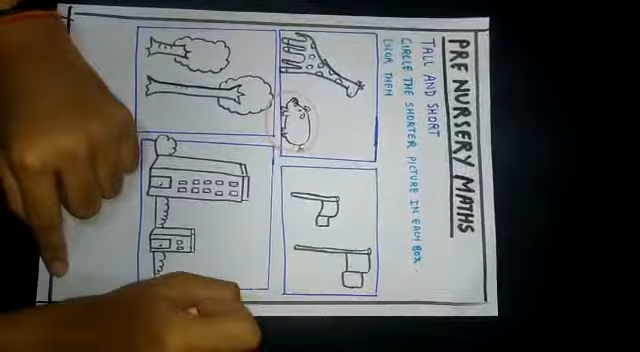 PRE NURSERY MATHS
TALL AND SHORT
CIRCLE THE SHORTER PICTURE IN EACH BOX.
COLOR THEM